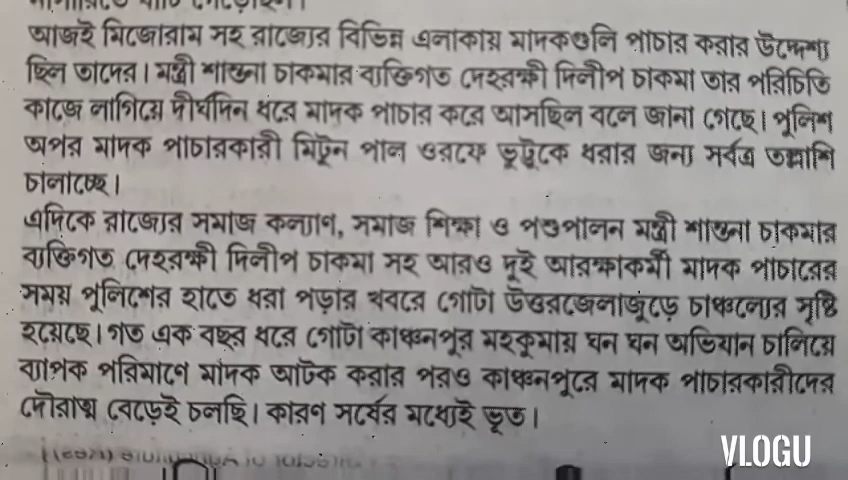 আজই মিজোরাম সহ রাজ্যের বিভিন্ন এলাকায় মাদকগুলি পাচার করার উদ্দেশ্য
ছিল তাদের। মন্ত্রী শান্তনা চাকমার ব্যক্তিগত দেহরক্ষী দিলীপ চাকমা তার পরিচিতি
কাজে লাগিয়ে দীর্ঘদিন ধরে মাদক পাচার করে আসছিল বলে জানা গেছে। পুলিশ
অপর মাদক পাচারকারী মিটুন পাল ওরফে ভুটুকে ধরার জন্য সর্বত্র তল্লাশি
চালাচ্ছে।
এদিকে রাজ্যের সমাজ কল্যাণ, সমাজ শিক্ষা ও পশুপালন মন্ত্রী শান্তনা চাকমার
ব্যক্তিগত দেহরক্ষী দিলীপ চাকমা সহ আরও দুই আরক্ষাকর্মী মাদক পাচারের
সময় পুলিশের হাতে ধরা পড়ার খবরে গোটা উত্তরজেলাজুড়ে চাঞ্চল্যের সৃষ্টি
হয়েছে। গত এক বছর ধরে গোটা কাঞ্চনপুর মহকুমায় ঘন ঘন অভিযান চালিয়ে
ব্যাপক পরিমাণে মাদক আটক করার পরও কাঞ্চনপুরে মাদক পাচারকারীদের
দৌরাত্ম বেড়েই চলছি। কারণ সর্ষের মধ্যেই ভূত।
VLOGU